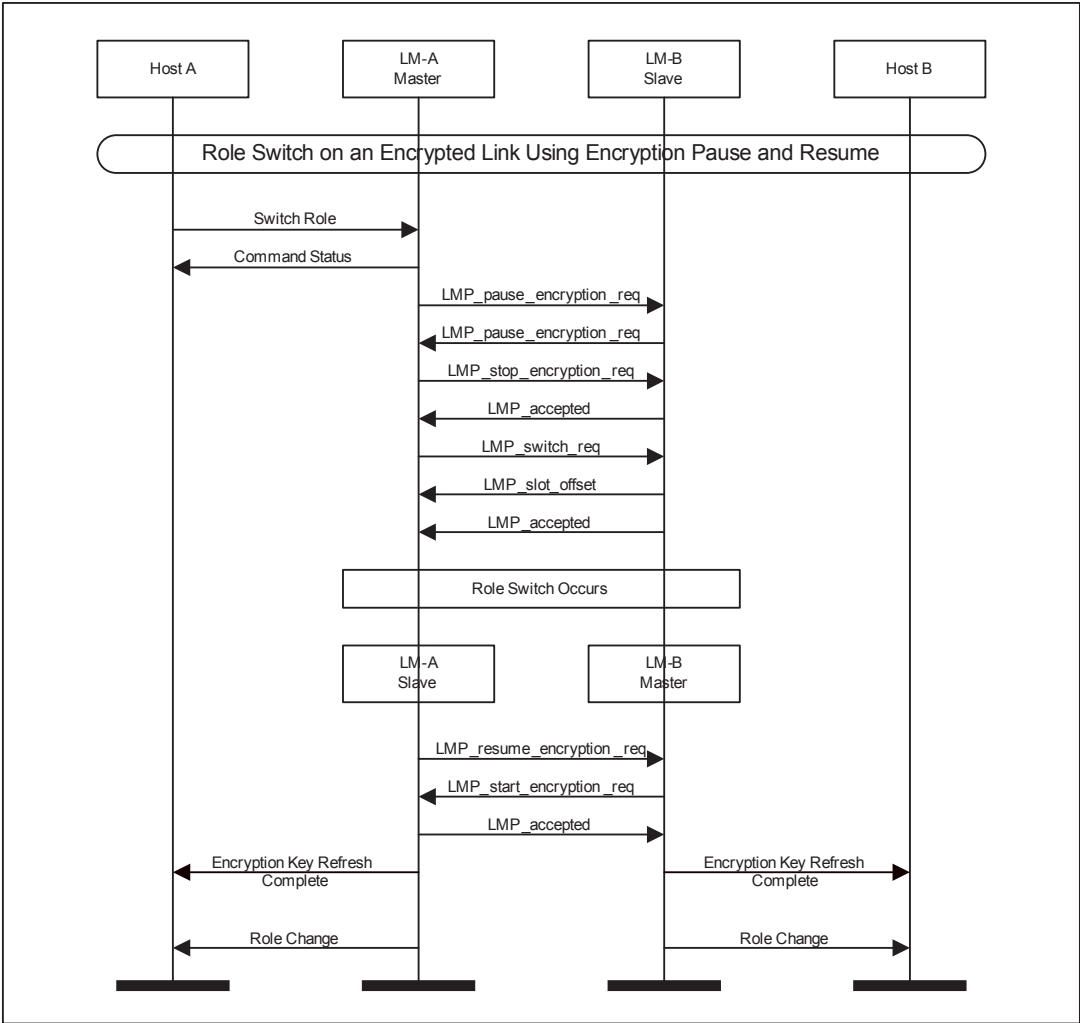 Host A
LM-A
Master
LM-B
Slave
Host B
Role Switch on an Encrypted Link Using Encryption Pause and Resume
Switch Role
Command Status
LMP_pause_encryption_req
LMP_pause_encryption_req
LMP_stop_encryption_req
LMP_accepted
LMP_switch_req
LMP_slot_offset
LMP_accepted
Role Switch Occurs
LM-A
Slave
LM-B
Master
LMP_resume_encryption_req
LMP_start_encryption_req
LMP_accepted
Encryption Key Refresh
Complete
Encryption Key Refresh
Complete
Role Change
Role Change